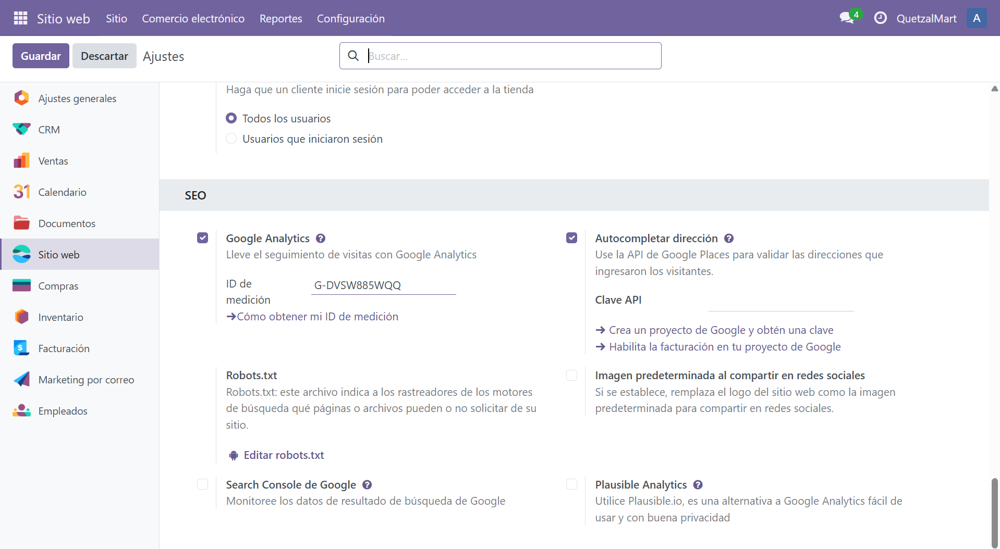 Sitio web Sitio Comercio electrónico Reportes Configuración 4 QuetzalMart A
Guardar Descartar Ajustes Buscar...
Ajustes generales
CRM
Ventas
31 Calendario
Documentos
Sitio web
Compras
Inventario
$ Facturación
Marketing por correo
Empleados
Haga que un cliente inicie sesión para poder acceder a la tienda
Todos los usuarios
Usuarios que iniciaron sesión
SEO
Google Analytics ?
Lleve el seguimiento de visitas con Google Analytics
ID de
medición
G-DVSW885WQQ
Cómo obtener mi ID de medición
Autocompletar dirección ?
Use la API de Google Places para validar las direcciones que
ingresaron los visitantes.
Clave API
Crea un proyecto de Google y obtén una clave
Habilita la facturación en tu proyecto de Google
Robots.txt
Robots.txt: este archivo indica a los rastreadores de los motores
de búsqueda qué páginas o archivos pueden o no solicitar de su
sitio.
Editar robots.txt
Imagen predeterminada al compartir en redes sociales
Si se establece, remplaza el logo del sitio web como la imagen
predeterminada para compartir en redes sociales.
Search Console de Google ?
Monitoree los datos de resultado de búsqueda de Google
Plausible Analytics ?
Utilice Plausible.io, es una alternativa a Google Analytics fácil de
usar y con buena privacidad